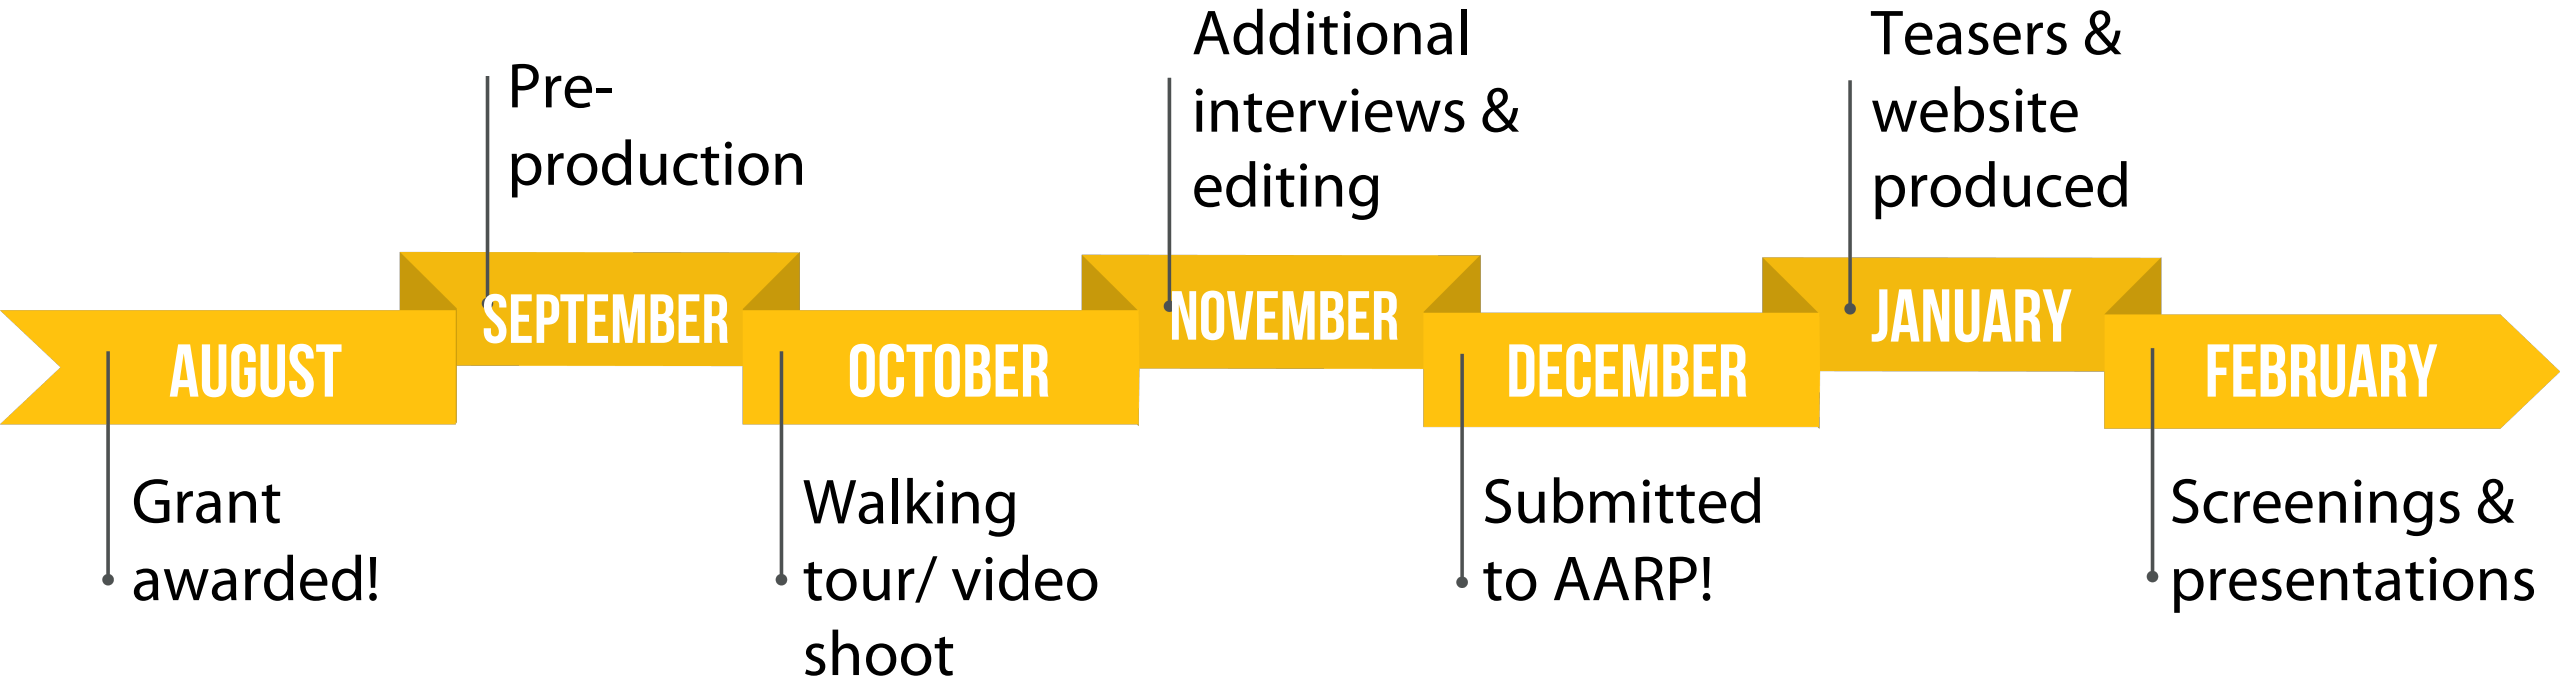 Pre-
production
Additional
interviews &
editing
Teasers &
website
produced
AUGUST
SEPTEMBER
OCTOBER
NOVEMBER
DECEMBER
JANUARY
FEBRUARY
Grant
awarded!
Walking
tour/ video
shoot
Submitted
to AARP!
Screenings &
presentations